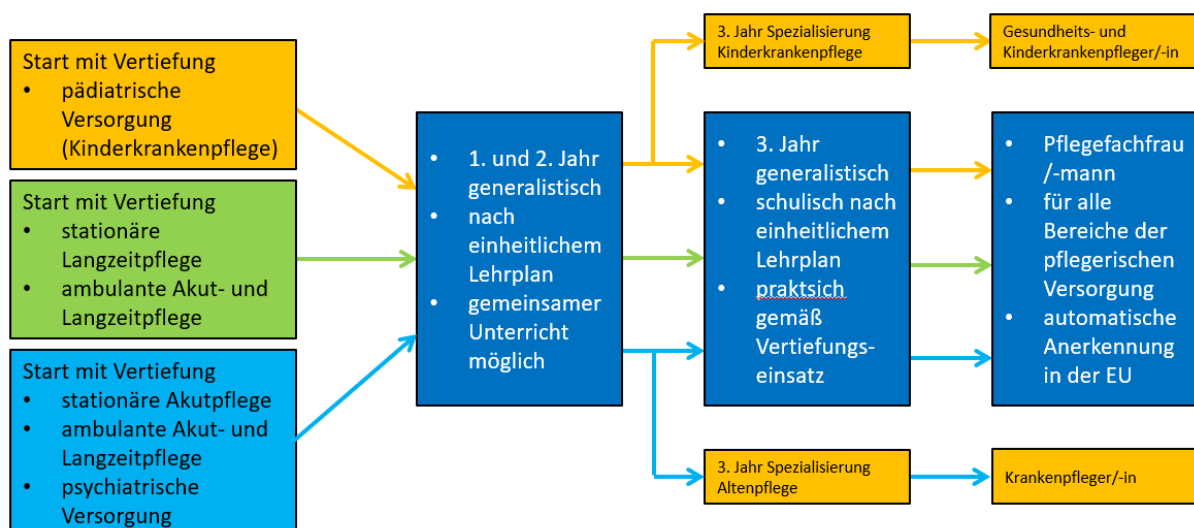 Start mit Vertiefung
• pädiatrische
Versorgung
(Kinderkrankenpflege)
Start mit Vertiefung
• stationäre
Langzeitpflege
• ambulante Akut- und
Langzeitpflege
Start mit Vertiefung
• stationäre Akutpflege
• ambulante Akut- und
Langzeitpflege
• psychiatrische
Versorgung
• 1. und 2. Jahr
generalistisch
• nach
einheitlichem
Lehrplan
• gemeinsamer
Unterricht
möglich
3. Jahr Spezialisierung
Kinderkrankenpflege
Gesundheits- und
Kinderkrankenpfleger/-in
• 3. Jahr
generalistisch
• schulisch nach
einheitlichem
Lehrplan
• praktsich
gemäß
Vertiefungs-
einsatz
• Pflegefachfrau
/-mann
• für alle
Bereiche der
pflegerischen
Versorgung
• automatische
Anerkennung
in der EU
3. Jahr Spezialisierung
Altenpflege
Krankenpfleger/-in